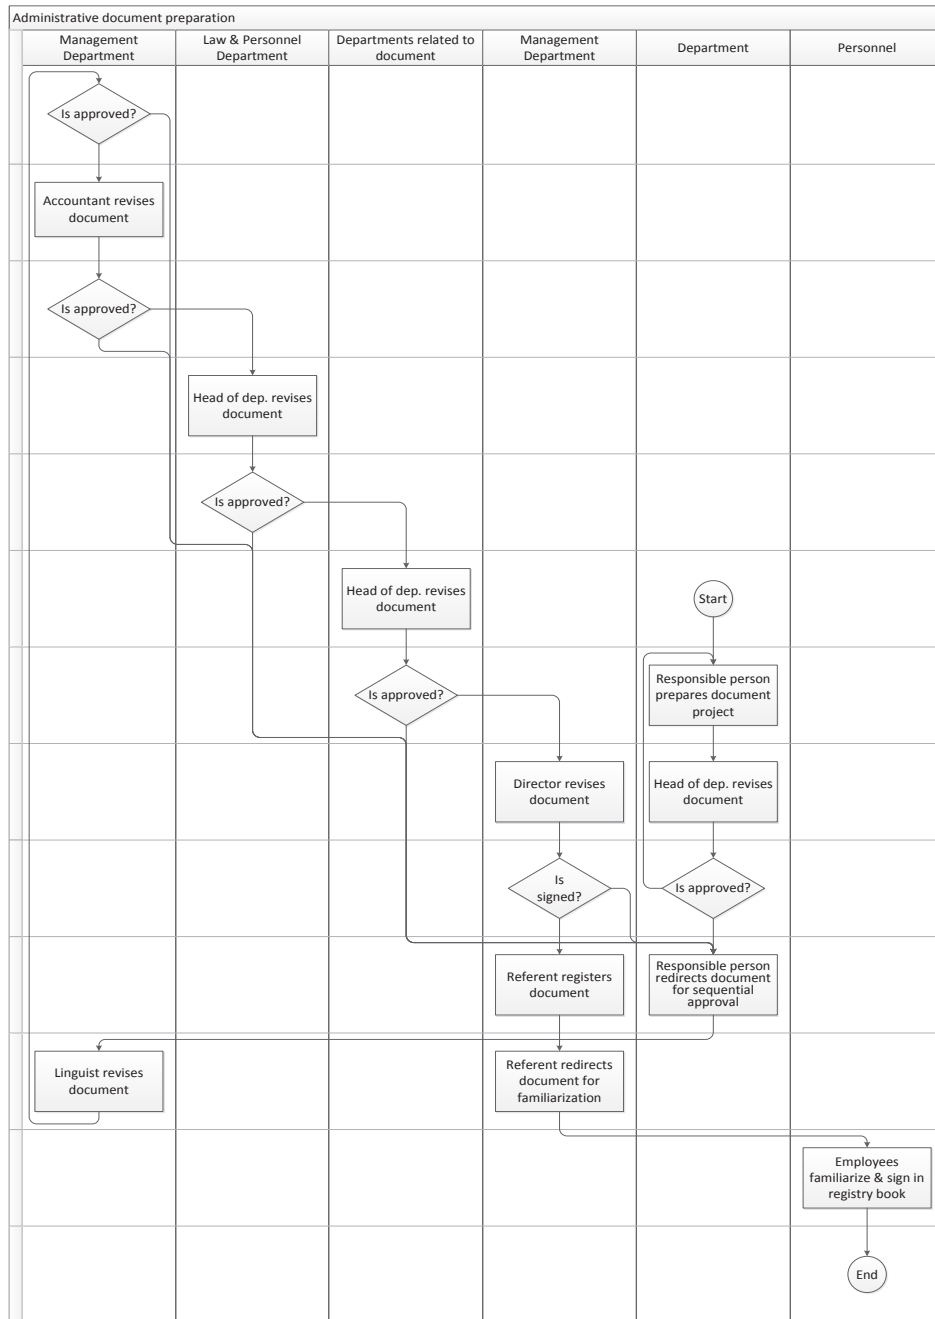 Administrative document preparation
Management
Department
Law & Personnel
Department
Departments related to
document
Management
Department
Department
Personnel
Is approved?
Accountant revises
document
Is approved?
Head of dep. revises
document
Is approved?
Head of dep. revises
document
Start
Is approved?
Responsible person
prepares document
project
Director revises
document
Head of dep. revises
document
Is
signed?
Is approved?
Referent registers
document
Responsible person
redirects document
for sequential
approval
Linguist revises
document
Referent redirects
document for
familiarization
Employees
familiarize & sign in
registry book
End